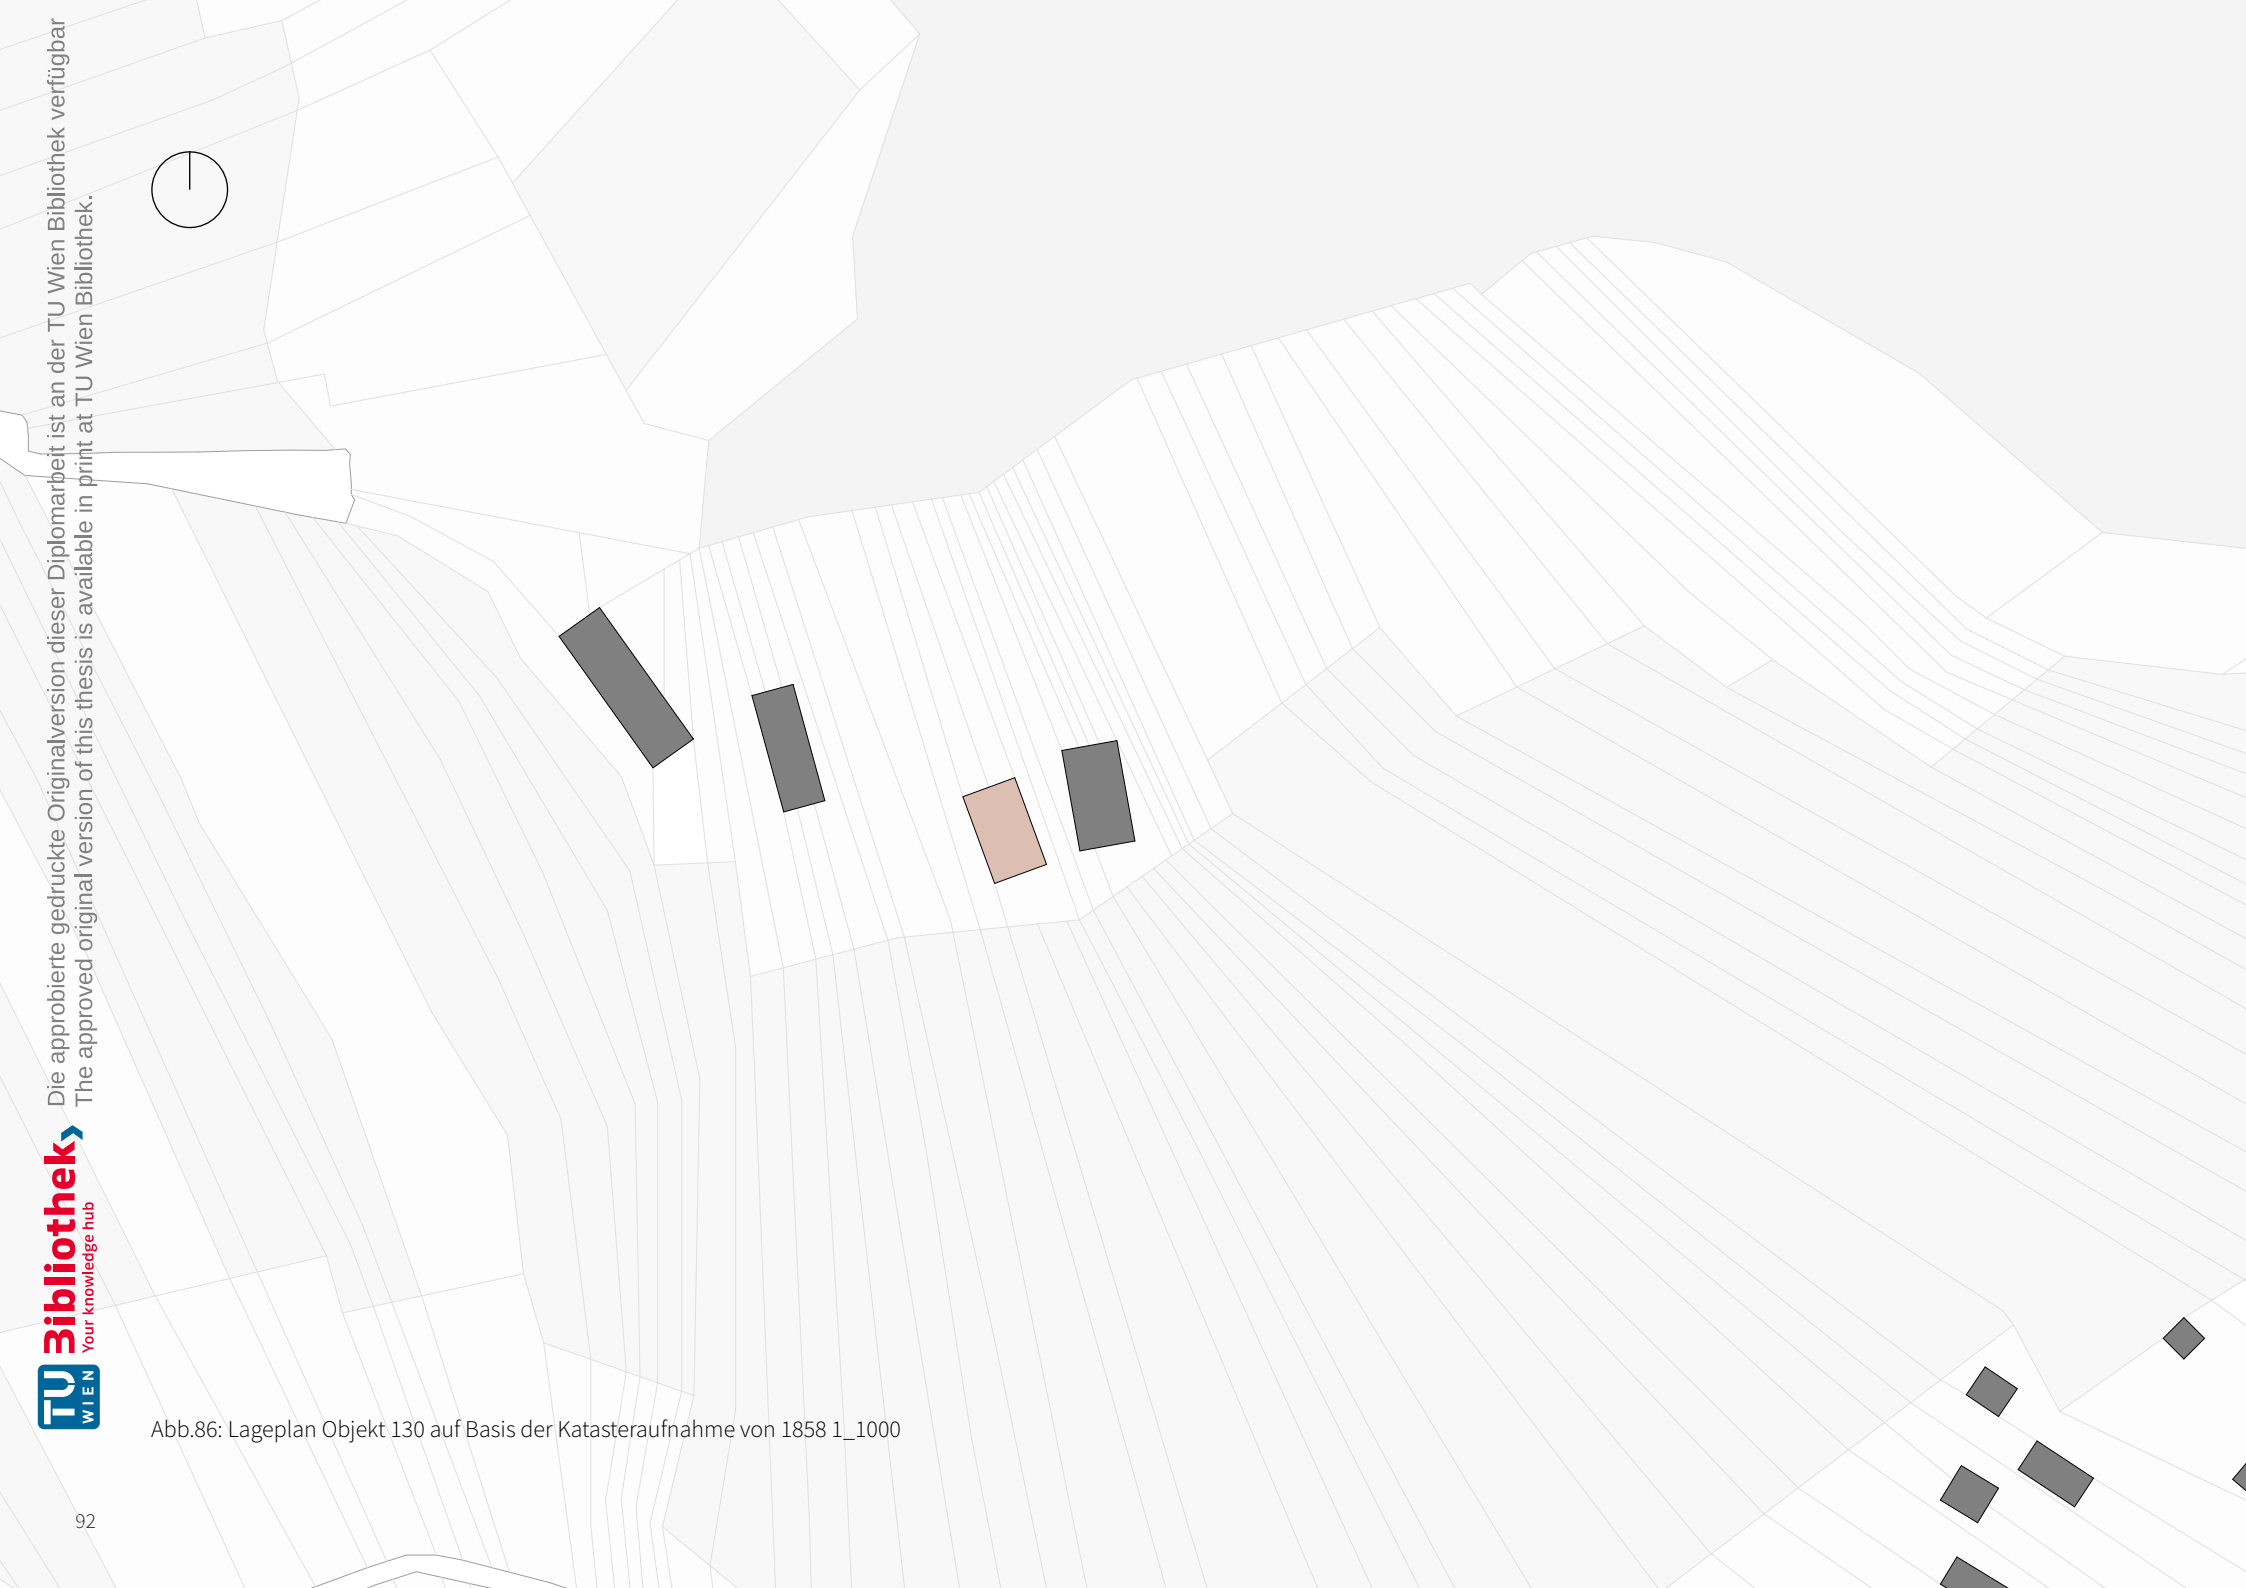 Die approbierte gedruckte Originalversion dieser Diplomarbeit ist an der TU Wien Bibliothek verfügbar
The approved original version of this thesis is available in print at TU Wien Bibliothek.
Bibliothek
Your knowledge hub
TU
WIEN
Abb.86: Lageplan Objekt 130 auf Basis der Katasteraufnahme von 1858 1_1000
92